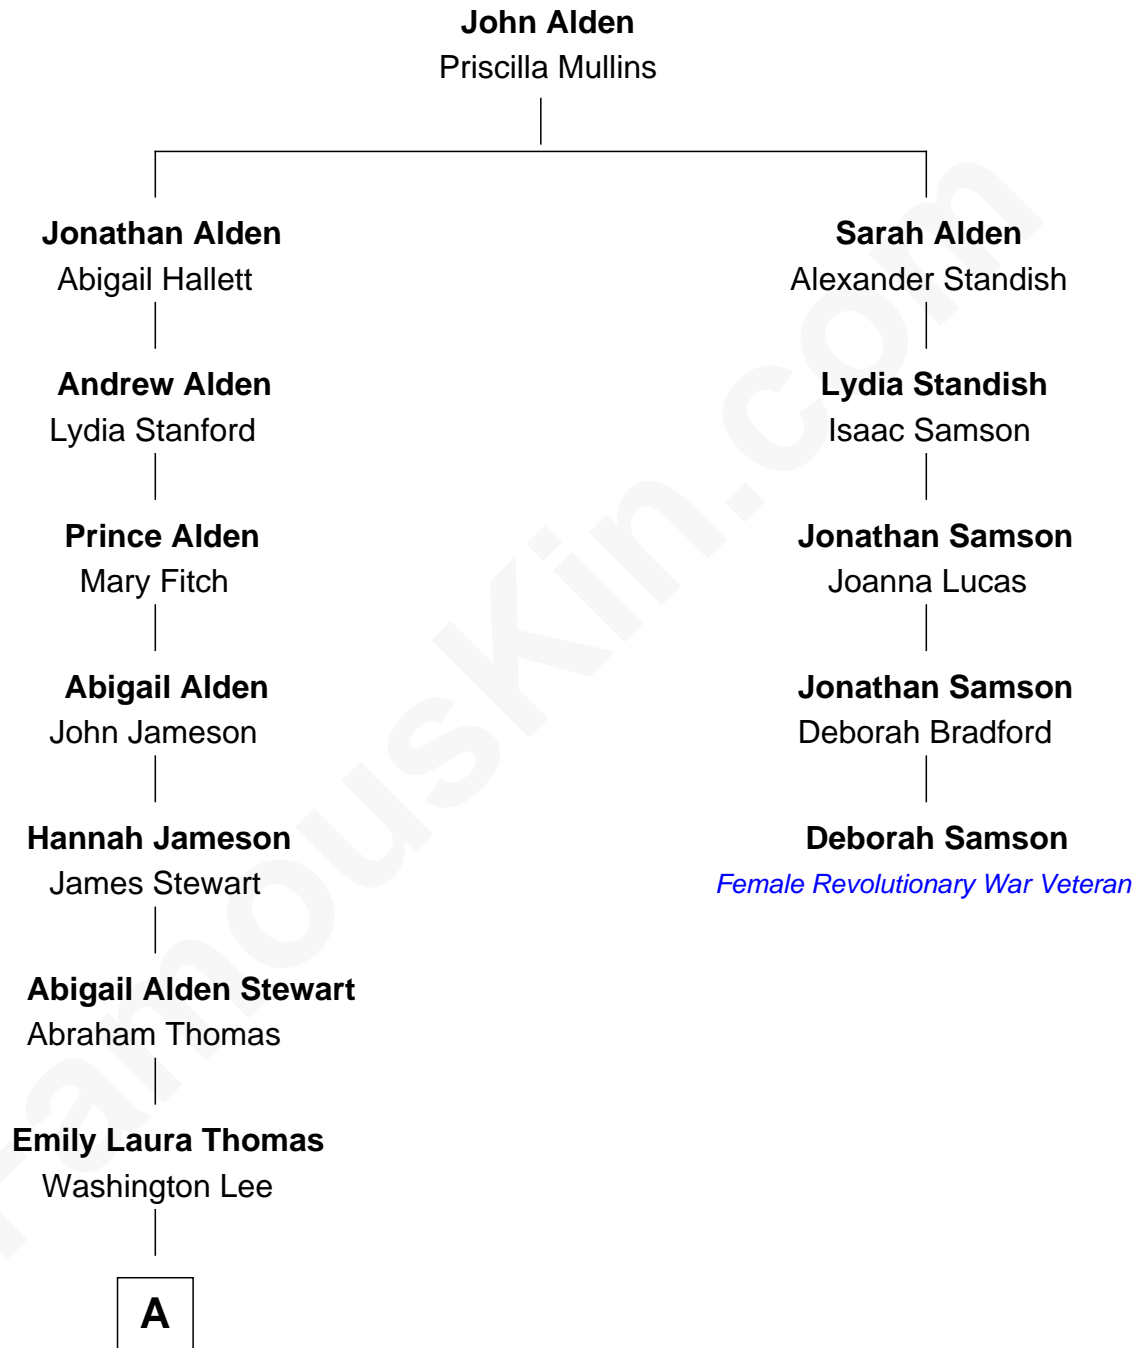 John Alden
Priscilla Mullins
Jonathan Alden
Abigail Hallett
Andrew Alden
Lydia Stanford
Prince Alden
Mary Fitch
Abigail Alden
John Jameson
Hannah Jameson
James Stewart
Abigail Alden Stewart
Abraham Thomas
Emily Laura Thomas
Washington Lee
A
Sarah Alden
Alexander Standish
Lydia Standish
Isaac Samson
Jonathan Samson
Joanna Lucas
Jonathan Samson
Deborah Bradford
Deborah Samson
Female Revolutionary War Veteran
FamousKin.com